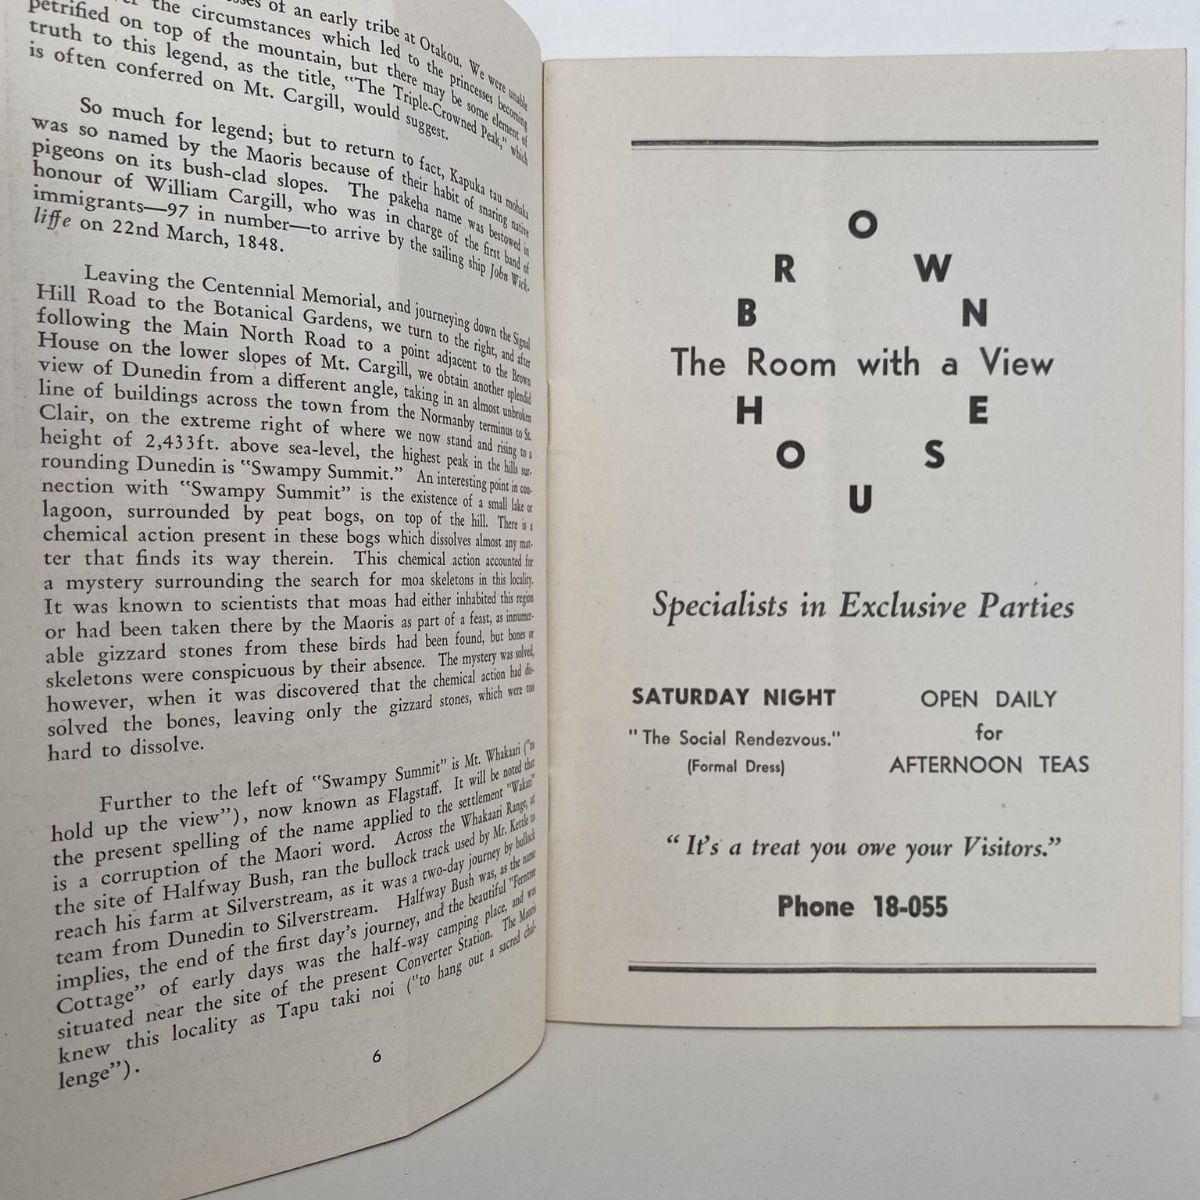 of an early tribe at Otakou. We were unable
the circumstances which led to the princesses becoming
petrified on top of the mountain, but there may be some element of
truth to this legend, as the title, "The Triple-Crowned Peak," which
is often conferred on Mt. Cargill, would suggest.
So much for legend; but to return to fact, Kapuka tau mohaka
was so named by the Maoris because of their habit of snaring native
pigeons on its bush-clad slopes. The pakeha name was bestowed in
honour of William Cargill, who was in charge of the first band of
immigrants—97 in number—to arrive by the sailing ship John Wick-
liffe on 22nd March, 1848.
Leaving the Centennial Memorial, and journeying down the Signal
Hill Road to the Botanical Gardens, we turn to the right, and after
following the Main North Road to a point adjacent to the Brown
House on the lower slopes of Mt. Cargill, we obtain another splendid
view of Dunedin from a different angle, taking in an almost unbroken
line of buildings across the town from the Normanby terminus to St.
Clair, on the extreme right of where we now stand and rising to a
height of 2,433ft. above sea-level, the highest peak in the hills sur-
rounding Dunedin is "Swampy Summit." An interesting point in con-
nection with "Swampy Summit" is the existence of a small lake or
lagoon, surrounded by peat bogs, on top of the hill. There is a
chemical action present in these bogs which dissolves almost any mat-
ter that finds its way therein. This chemical action accounted for
a mystery surrounding the search for moa skeletons in this locality.
It was known to scientists that moas had either inhabited this region
or had been taken there by the Maoris as part of a feast, as innumer-
able gizzard stones from these birds had been found, but bones or
skeletons were conspicuous by their absence. The mystery was solved,
however, when it was discovered that the chemical action had dis-
solved the bones, leaving only the gizzard stones, which were too
hard to dissolve.
Further to the left of "Swampy Summit" is Mt. Whakaari ("to
hold up the view"), now known as Flagstaff. It will be noted that
the present spelling of the name applied to the settlement "Wakari"
is a corruption of the Maori word. Across the Whakaari Range, at
the site of Halfway Bush, ran the bullock track used by Mr. Kettle to
reach his farm at Silverstream, as it was a two-day journey by bullock
team from Dunedin to Silverstream. Halfway Bush was, as the name
implies, the end of the first day's journey, and the beautiful "Ferntree
Cottage" of early days was the half-way camping place, and was
situated near the site of the present Converter Station. The Maoris
knew this locality as Tapu taki noi ("to hang out a sacred chal-
lenge").
6
BROWN
The Room with a View
HOUSE
Specialists in Exclusive Parties
SATURDAY NIGHT
"The Social Rendezvous."
(Formal Dress)
OPEN DAILY
for
AFTERNOON TEAS
"It's a treat you owe your Visitors."
Phone 18-055